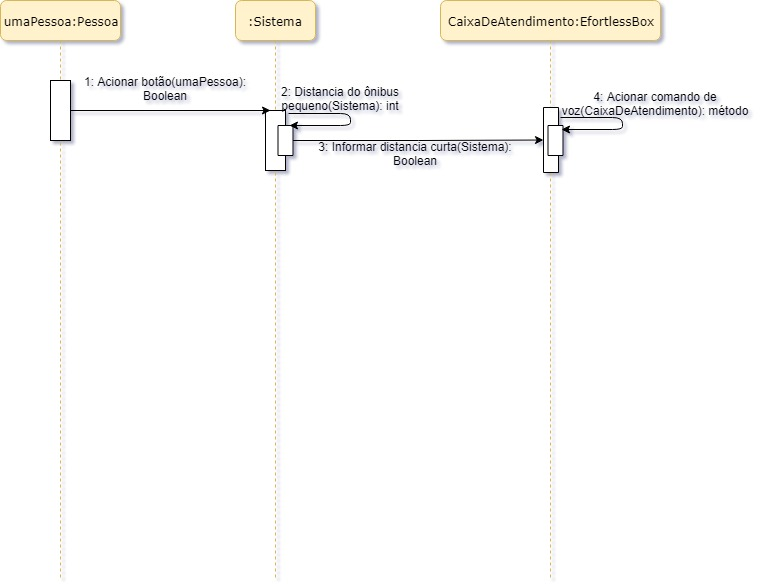 umaPessoa:Pessoa
:Sistema
CaixaDeAtendimento:EfortlessBox
1: Acionar botão(umaPessoa):
Boolean
2: Distancia do ônibus
pequeno(Sistema): int
3: Informar distancia curta(Sistema):
Boolean
4: Acionar comando de
voz(CaixaDeAtendimento): método